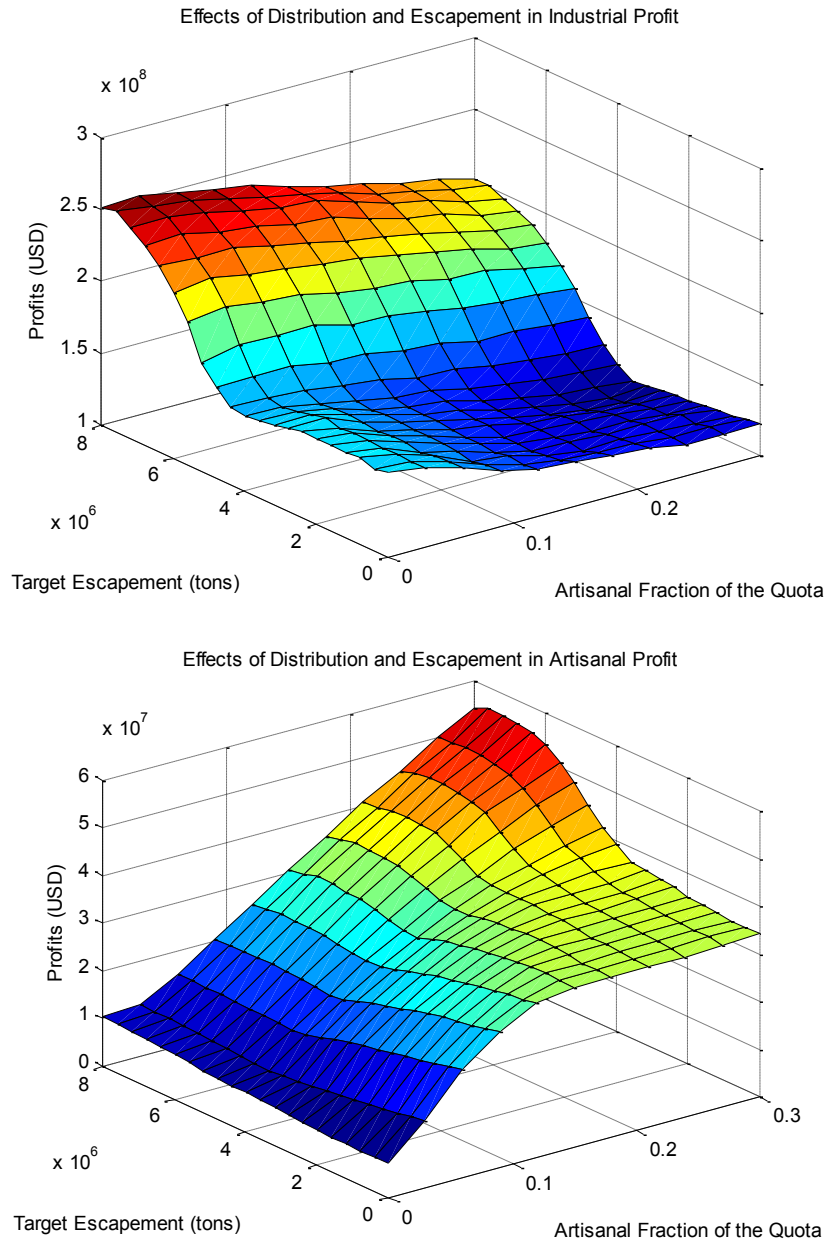 Effects of Distribution and Escapement in Industrial Profit
x 10^8
3
2.5
2
1.5
1
Profits (USD)
8
6
4
2
0
x 10^6
Target Escapement (tons)
0
0.1
0.2
Artisanal Fraction of the Quota
Effects of Distribution and Escapement in Artisanal Profit
x 10^7
6
5
4
3
2
1
0
Profits (USD)
8
6
4
2
0
x 10^6
Target Escapement (tons)
0
0.1
0.2
0.3
Artisanal Fraction of the Quota